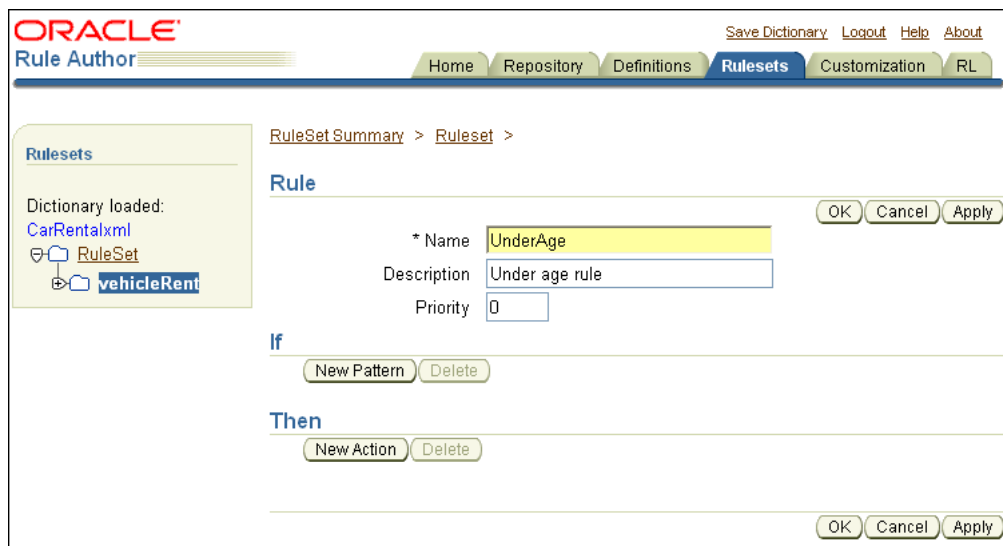 ORACLE
Rule Author
Save Dictionary Logout Help About
Home Repository Definitions Rulesets Customization RL
Rulesets
Dictionary loaded:
CarRentalxml
RuleSet
vehicleRent
RuleSet Summary > Ruleset >
Rule
OK Cancel Apply
* Name UnderAge
Description Under age rule
Priority 0
If
New Pattern Delete
Then
New Action Delete
OK Cancel Apply